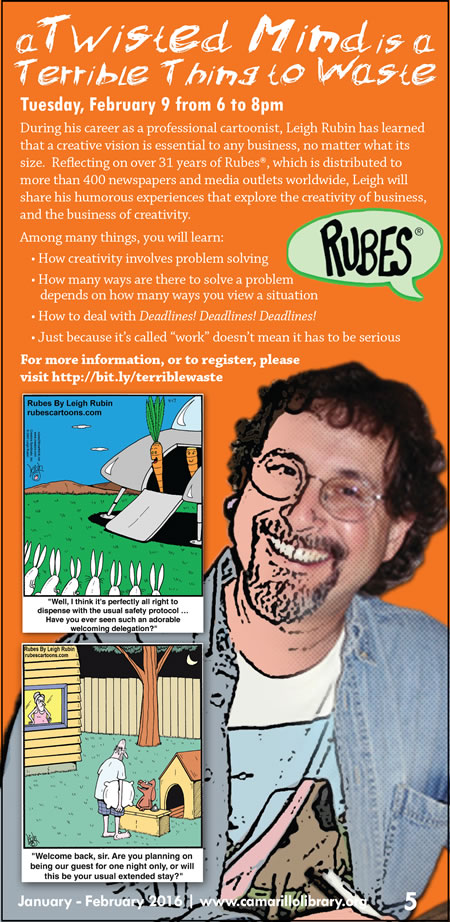 a Twisted Mind is a
Terrible Thing to Waste
Tuesday, February 9 from 6 to 8pm
During his career as a professional cartoonist, Leigh Rubin has learned
that a creative vision is essential to any business, no matter what its
size. Reflecting on over 31 years of Rubes®, which is distributed to
more than 400 newspapers and media outlets worldwide, Leigh will
share his humorous experiences that explore the creativity of business,
and the business of creativity.
Among many things, you will learn:
• How creativity involves problem solving
• How many ways are there to solve a problem
depends on how many ways you view a situation
• How to deal with Deadlines! Deadlines! Deadlines!
• Just because it's called "work" doesn't mean it has to be serious
RUBES®
For more information, or to register, please
visit http://bit.ly/terriblewaste
Rubes By Leigh Rubin
rubescartoons.com
"Well, I think it's perfectly all right to
dispense with the usual safety protocol ...
Have you ever seen such an adorable
welcoming delegation?"
Rubes By Leigh Rubin
rubescartoons.com
"Welcome back, sir. Are you planning on
being our guest for one night only, or will
this be your usual extended stay?"
January - February 2016 | www.camarillolibrary.org 5